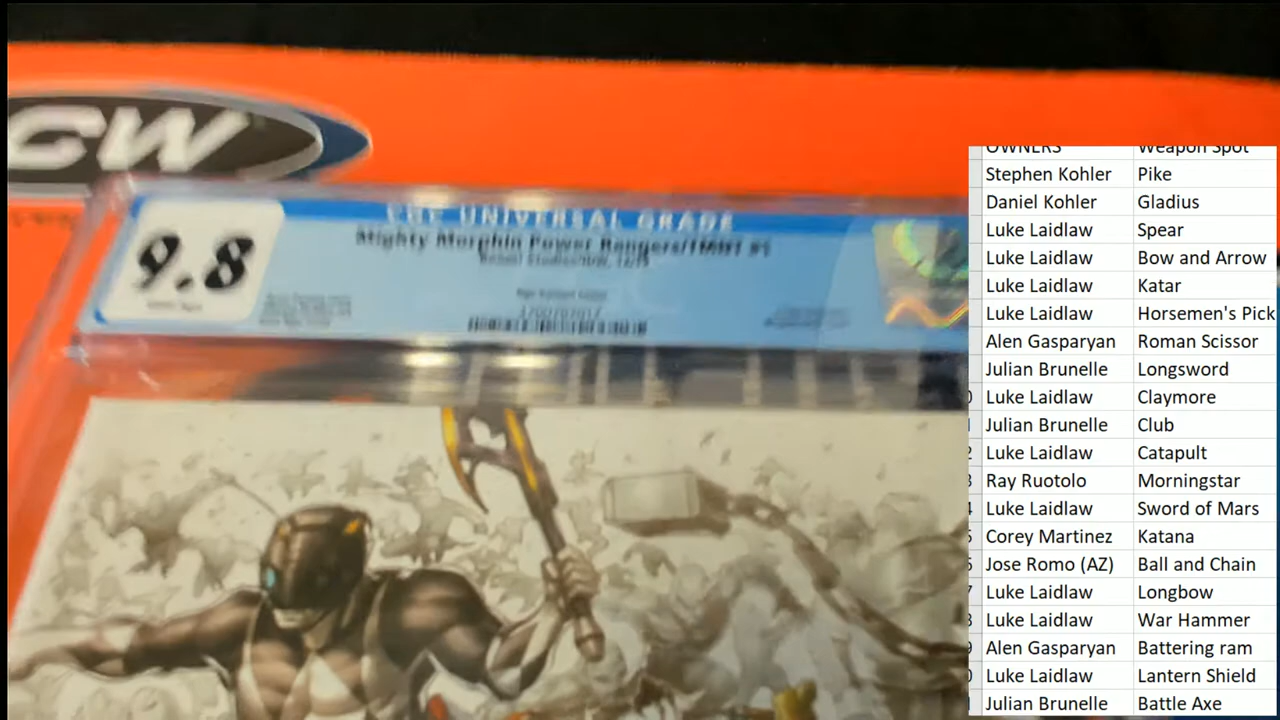 GW
THE UNIVERSAL GRADE
9.8
Mighty Morphin Power Rangers/TMNT #1
OWNERS Weapon Spot
Stephen Kohler Pike
Daniel Kohler Gladius
Luke Laidlaw Spear
Luke Laidlaw Bow and Arrow
Luke Laidlaw Katar
Luke Laidlaw Horsemen's Pick
Alen Gasparyan Roman Scissor
Julian Brunelle Longsword
Luke Laidlaw Claymore
Julian Brunelle Club
Luke Laidlaw Catapult
Ray Ruotolo Morningstar
Luke Laidlaw Sword of Mars
Corey Martinez Katana
Jose Romo (AZ) Ball and Chain
Luke Laidlaw Longbow
Luke Laidlaw War Hammer
Alen Gasparyan Battering ram
Luke Laidlaw Lantern Shield
Julian Brunelle Battle Axe